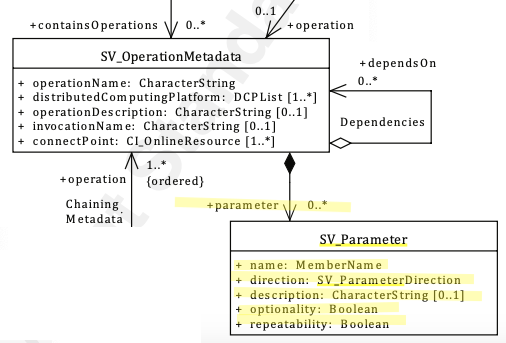 0..1
+containsOperations
0..*
+operation
SV_OperationMetadata
+ operationName: CharacterString
+ distributedComputingPlatform: DCPList [1..*]
+ operationDescription: CharacterString [0..1]
+ invocationName: CharacterString [0..1]
+ connectPoint: CI_OnlineResource [1..*]
+dependsOn
0..*
Dependencies
1..*
+operation
{ordered}
Chaining
Metadata
+parameter
0..*
SV_Parameter
+ name: MemberName
+ direction: SV_ParameterDirection
+ description: CharacterString [0..1]
+ optionality: Boolean
+ repeatability: Boolean